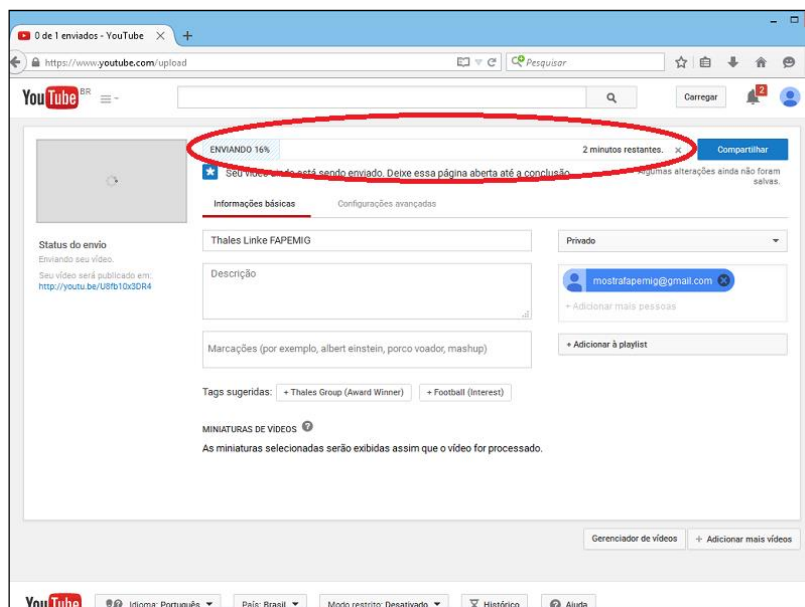 0 de 1 enviados - YouTube
https://www.youtube.com/upload
Pesquisar
YouTube BR
Carregar
2
ENVIANDO 16%
2 minutos restantes.
Compartilhar
Seu vídeo ainda está sendo enviado. Deixe essa página aberta até a conclusão.
Algumas alterações ainda não foram
salvas.
Informações básicas
Configurações avançadas
Status do envio
Enviando seu vídeo.
Seu vídeo será publicado em:
http://youtu.be/U8fb10x3DR4
Thales Linke FAPEMIG
Privado
Descrição
mostrafapemig@gmail.com
+ Adicionar mais pessoas
Marcações (por exemplo, albert einstein, porco voador, mashup)
+ Adicionar à playlist
Tags sugeridas: + Thales Group (Award Winner) + Football (Interest)
MINIATURAS DE VÍDEOS ?
As miniaturas selecionadas serão exibidas assim que o vídeo for processado.
Gerenciador de vídeos
+ Adicionar mais vídeos
YouTube
Idioma: Português
País: Brasil
Modo restrito: Desativado
Histórico
Ajuda